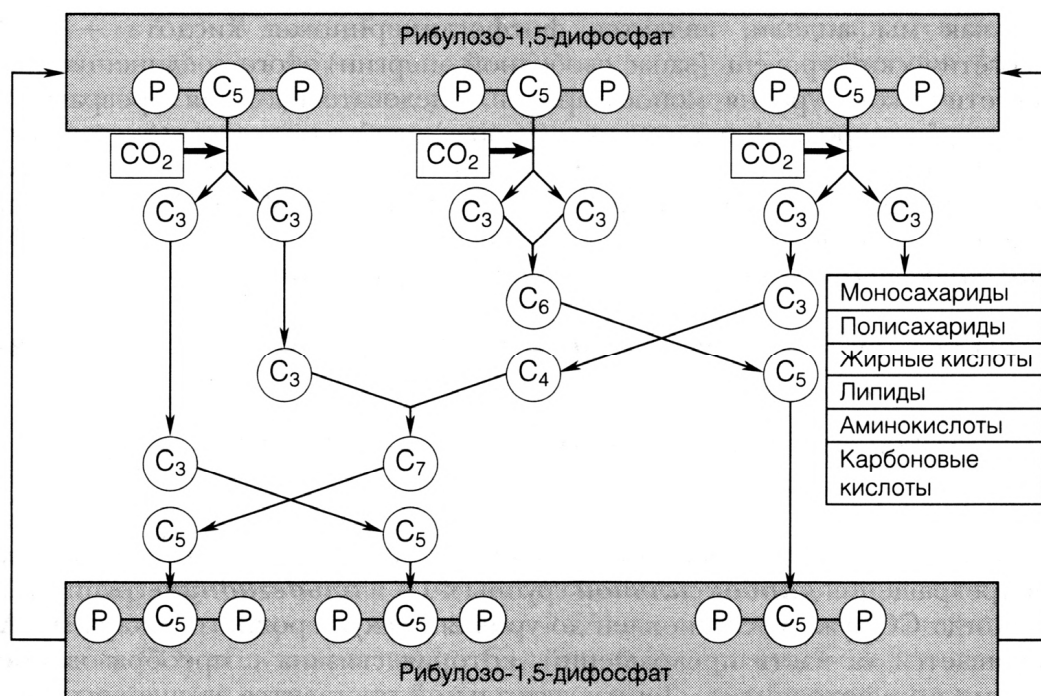 Рибулозо-1,5-дифосфат
P C5 P P C5 P P C5 P
CO2 CO2 CO2
C3 C3 C3 C3 C3 C3
C6 C3
C3 C4 C5
Моносахариды
Полисахариды
Жирные кислоты
Липиды
Аминокислоты
Карбоновые
кислоты
C3 C7
C5 C5
P C5 P P C5 P P C5 P
Рибулозо-1,5-дифосфат